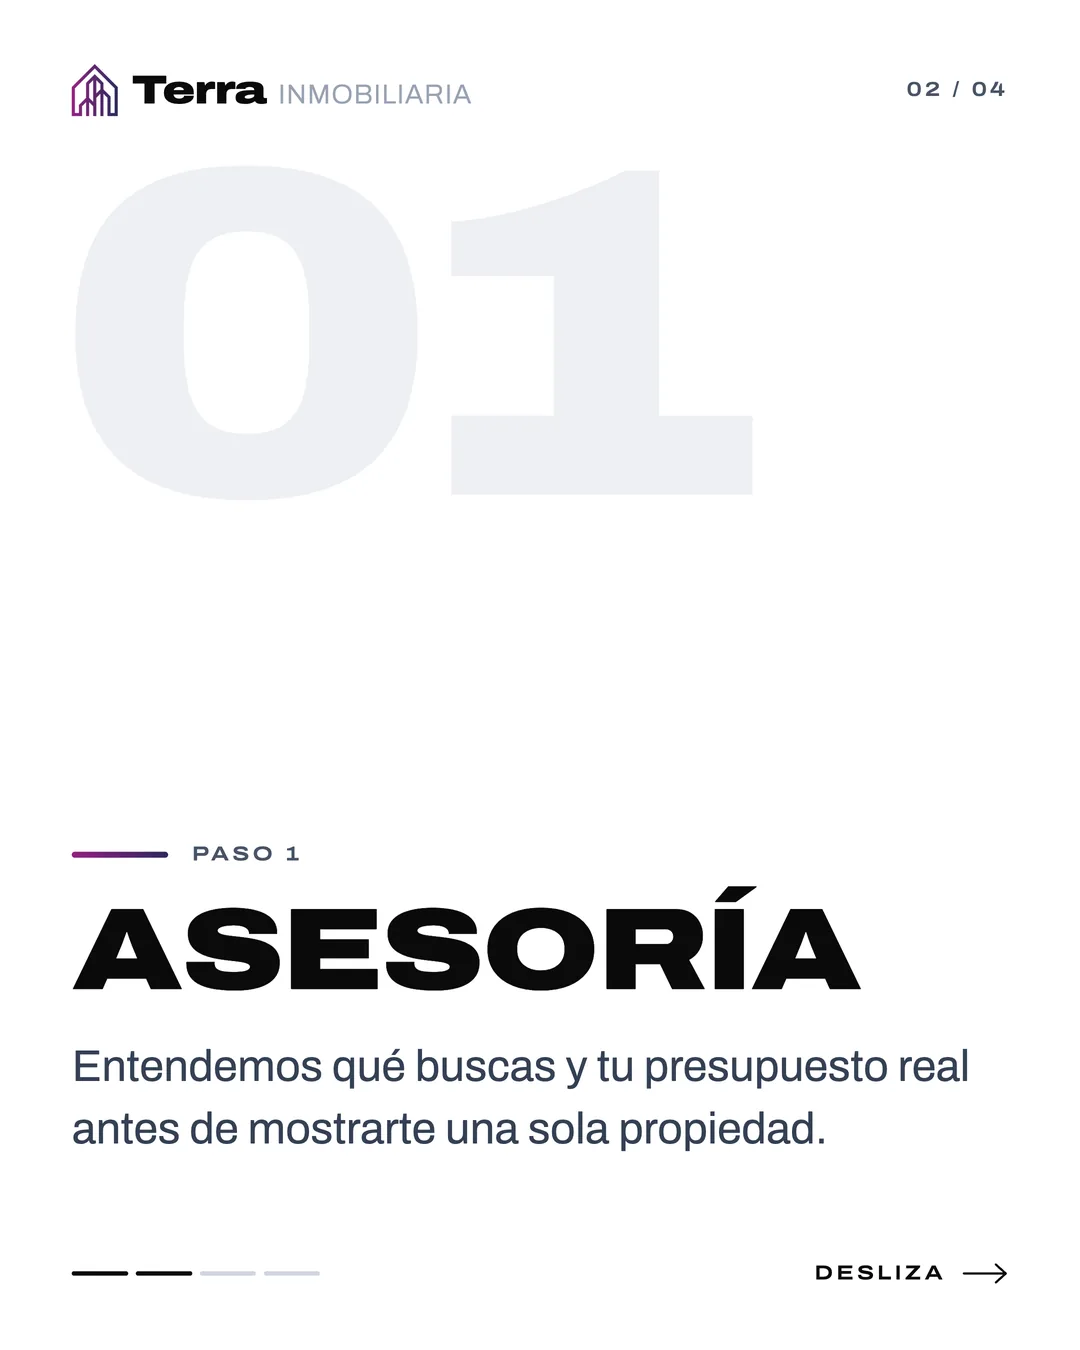 Terra INMOBILIARIA
02 / 04
01
PASO 1
ASESORÍA
Entendemos qué buscas y tu presupuesto real
antes de mostrarte una sola propiedad.
DESLIZA